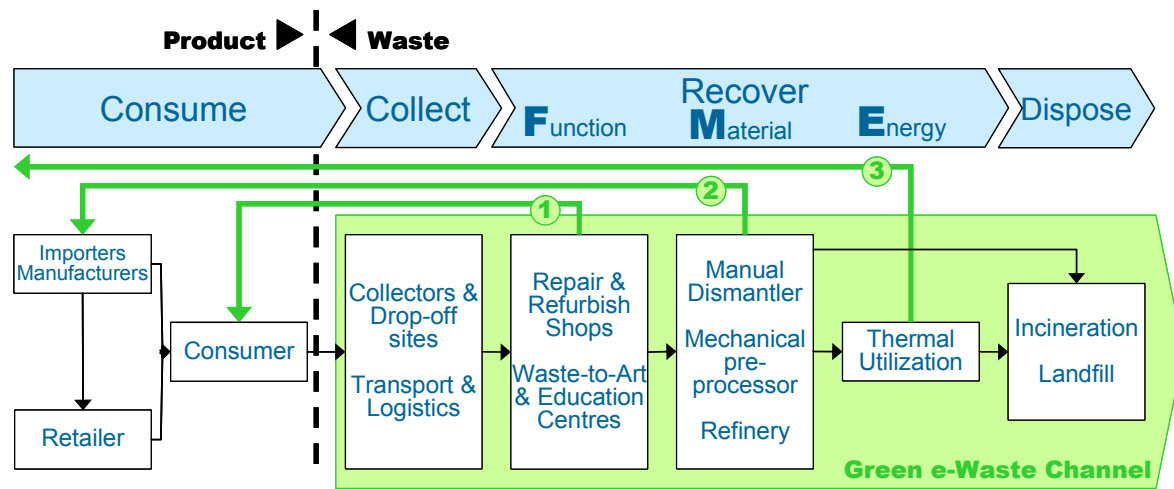 Product
Waste
Consume
Collect
Recover
Function
Material
Energy
Dispose
3
2
1
Importers
Manufacturers
Retailer
Consumer
Collectors &
Drop-off
sites
Transport &
Logistics
Repair &
Refurbish
Shops
Waste-to-Art
& Education
Centres
Manual
Dismantler
Mechanical
pre-
processor
Refinery
Thermal
Utilization
Incineration
Landfill
Green e-Waste Channel